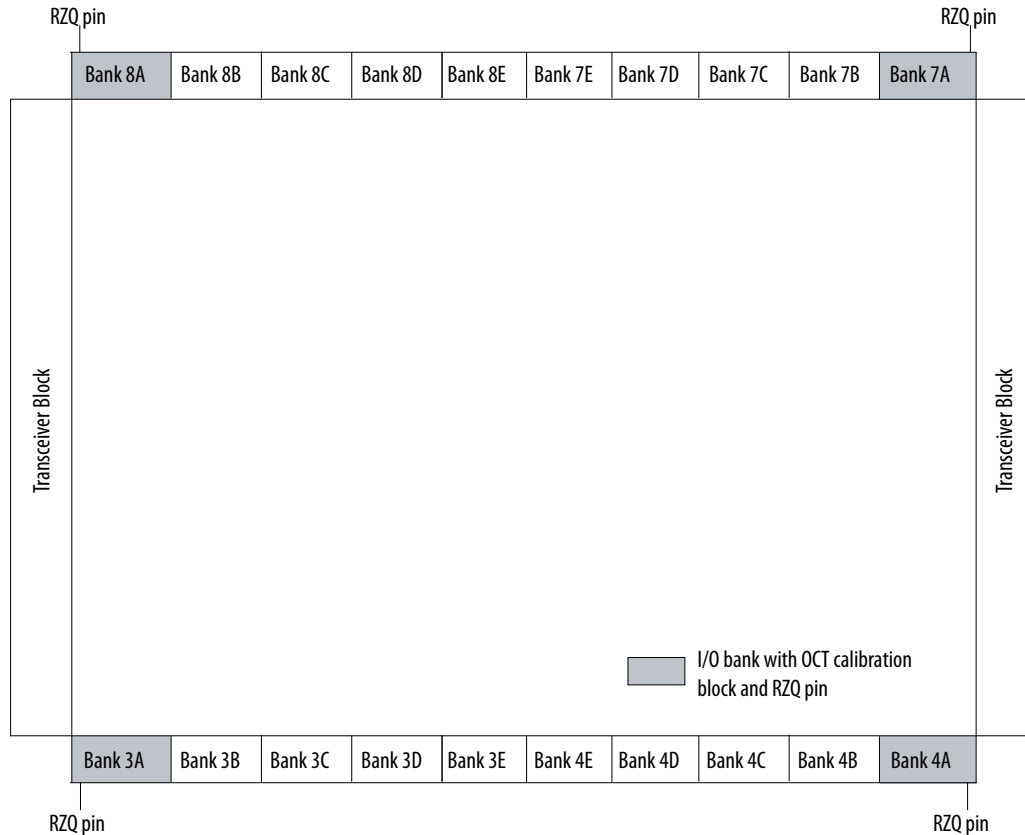 RZQ pin RZQ pin
Bank 8A Bank 8B Bank 8C Bank 8D Bank 8E Bank 7E Bank 7D Bank 7C Bank 7B Bank 7A
Transceiver Block
Transceiver Block
I/O bank with OCT calibration
block and RZQ pin
Bank 3A Bank 3B Bank 3C Bank 3D Bank 3E Bank 4E Bank 4D Bank 4C Bank 4B Bank 4A
RZQ pin RZQ pin